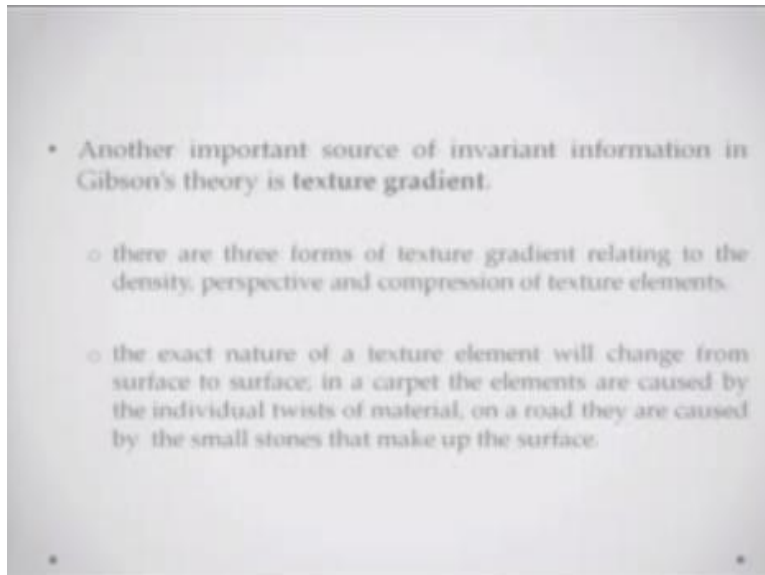 • Another important source of invariant information in
Gibson's theory is texture gradient.
o there are three forms of texture gradient relating to the
density, perspective and compression of texture elements.
o the exact nature of a texture element will change from
surface to surface; in a carpet the elements are caused by
the individual twists of material, on a road they are caused
by the small stones that make up the surface.